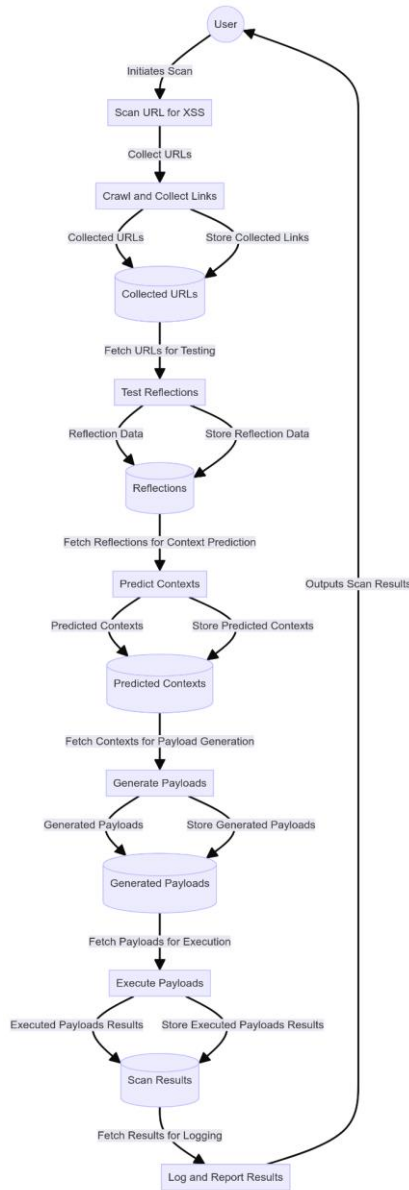 User
Initiates Scan
Scan URL for XSS
Collect URLs
Crawl and Collect Links
Collected URLs
Store Collected Links
Collected URLs
Fetch URLs for Testing
Test Reflections
Reflection Data
Store Reflection Data
Reflections
Fetch Reflections for Context Prediction
Predict Contexts
Outputs Scan Results
Predicted Contexts
Store Predicted Contexts
Predicted Contexts
Fetch Contexts for Payload Generation
Generate Payloads
Generated Payloads
Store Generated Payloads
Generated Payloads
Fetch Payloads for Execution
Execute Payloads
Executed Payloads Results
Store Executed Payloads Results
Scan Results
Fetch Results for Logging
Log and Report Results